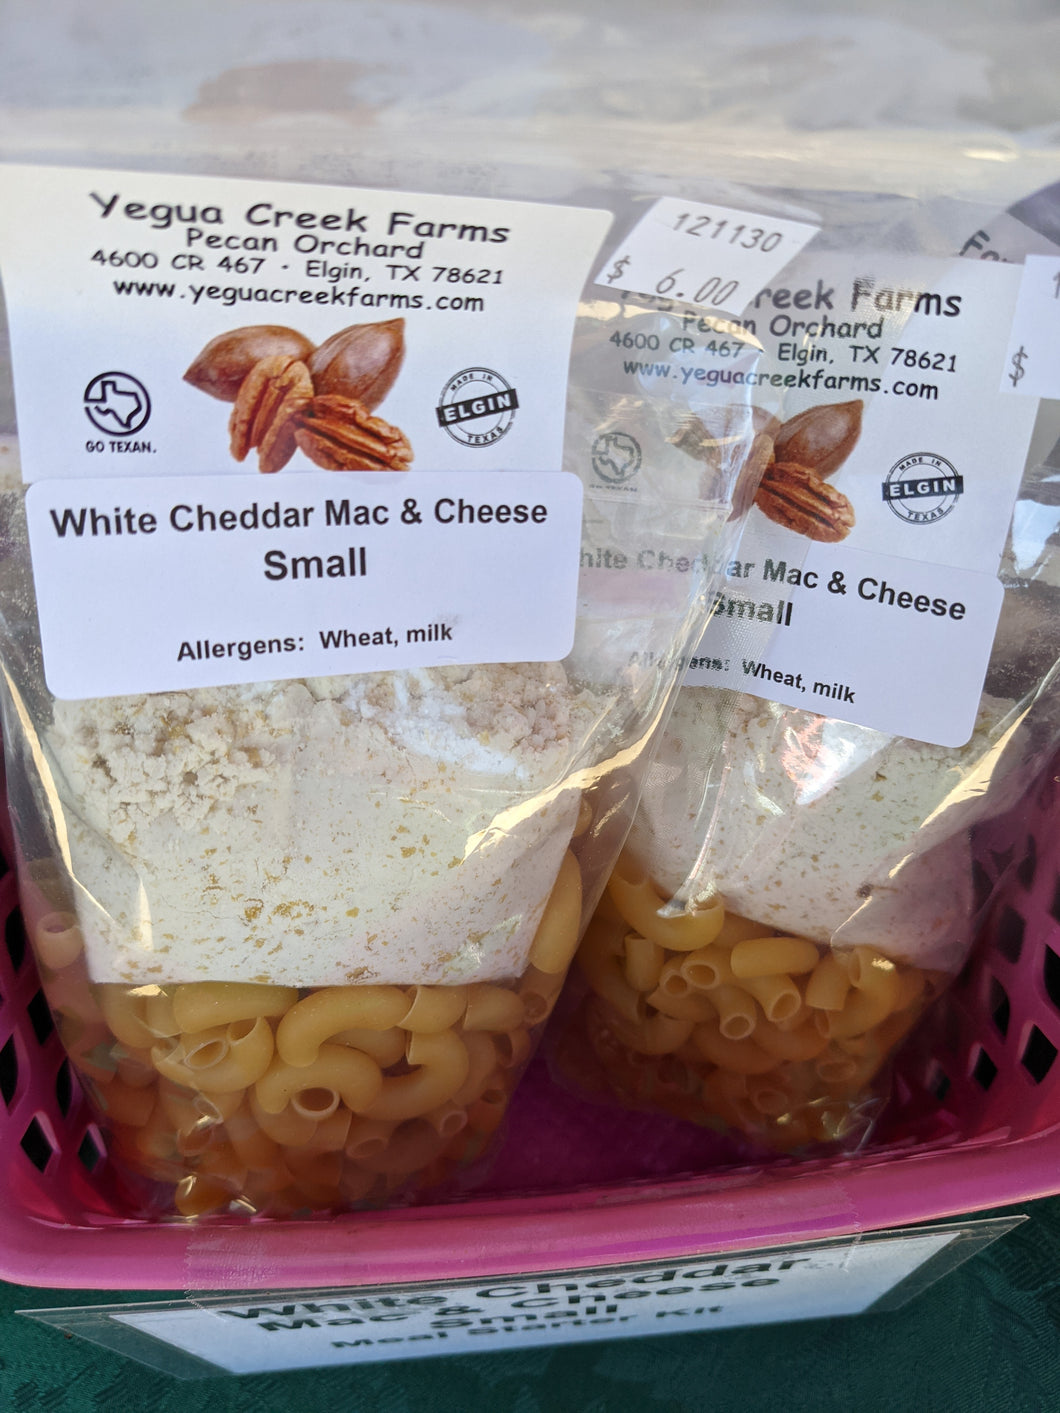 Yegua Creek Farms
Pecan Orchard
4600 CR 467 · Elgin, TX 78621
www.yeguacreekfarms.com
GO TEXAN.
MADE IN
ELGIN
TEXAS
White Cheddar Mac & Cheese
Small
Allergens: Wheat, milk
121130
$ 6.00
reek Farms
Pecan Orchard
4600 CR 467 · Elgin, TX 78621
www.yeguacreekfarms.com
GO TEXAN
MADE IN
ELGIN
TEXAS
hite Cheddar Mac & Cheese
Small
Allergens: Wheat, milk
$
White Cheddar
Mac & Cheese
Small
Meal Starter Kit